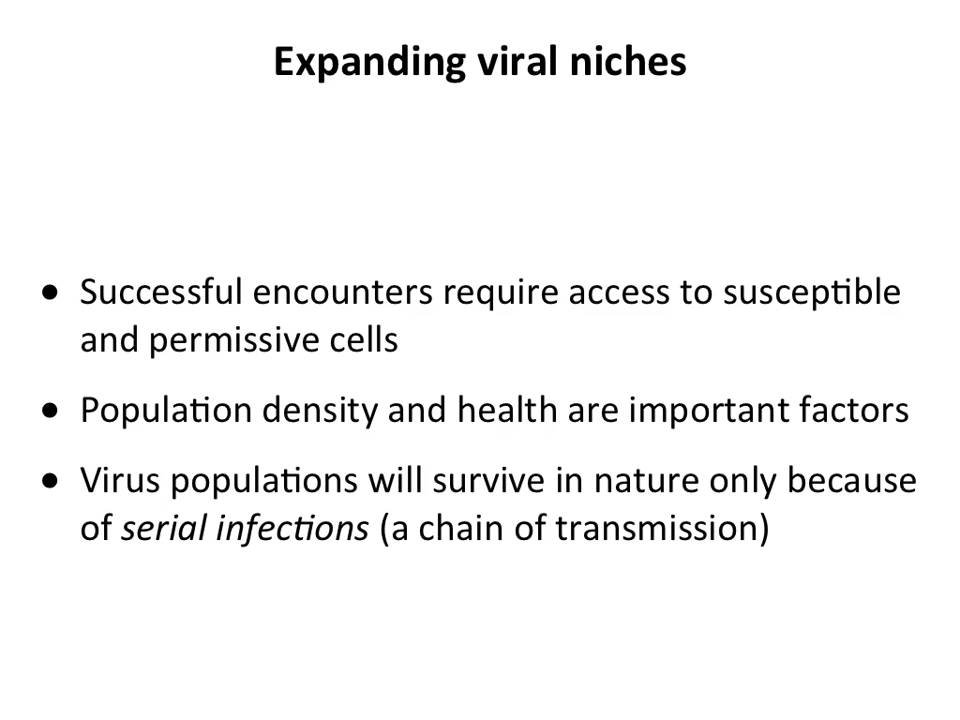 Expanding viral niches
• Successful encounters require access to susceptible
and permissive cells
• Population density and health are important factors
• Virus populations will survive in nature only because
of serial infections (a chain of transmission)